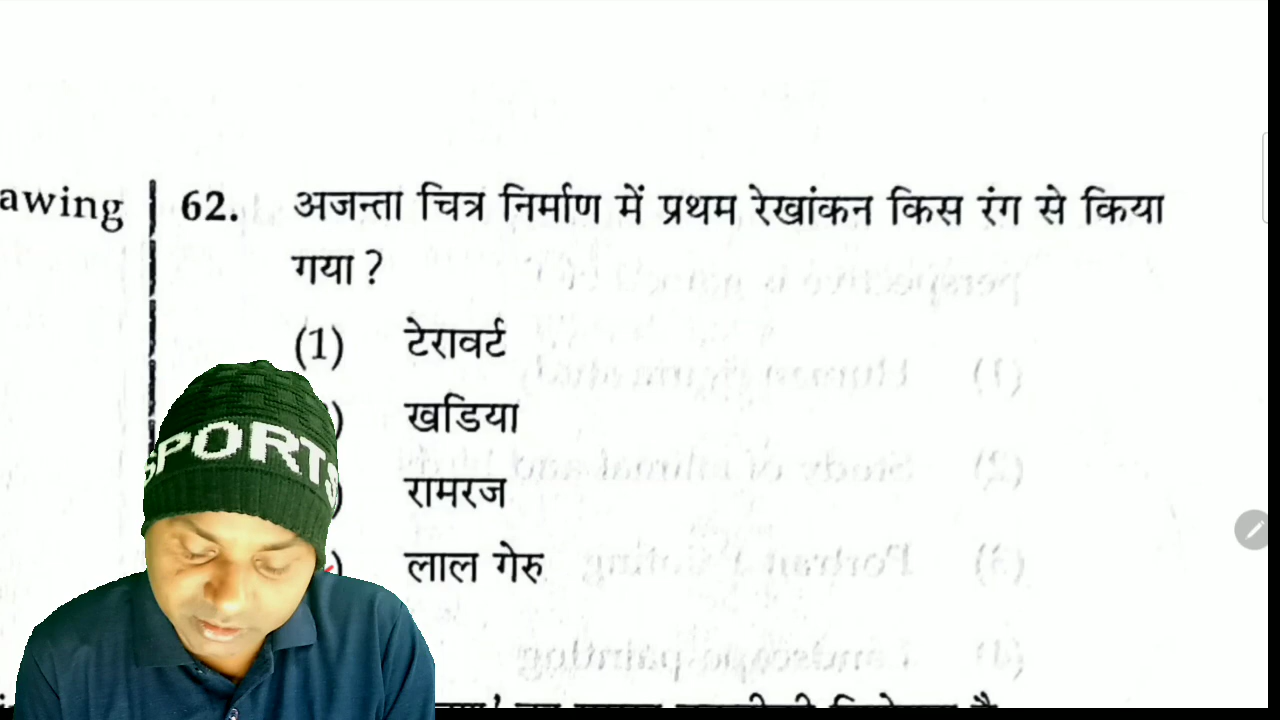 awing
62. अजन्ता चित्र निर्माण में प्रथम रेखांकन किस रंग से किया
गया ?
(1) टेरावर्ट
खडिया
रामरज
लाल गेरु
SPORTS